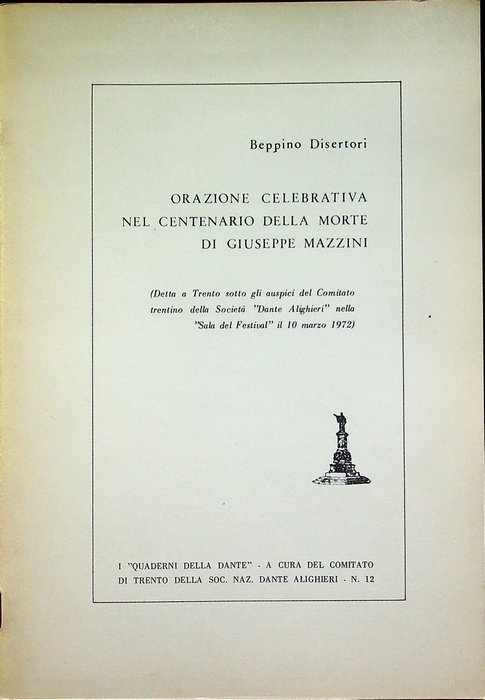 Beppino Disertori
ORAZIONE CELEBRATIVA
NEL CENTENARIO DELLA MORTE
DI GIUSEPPE MAZZINI
(Detta a Trento sotto gli auspici del Comitato
trentino della Società "Dante Alighieri" nella
"Sala del Festival" il 10 marzo 1972)
I "QUADERNI DELLA DANTE" - A CURA DEL COMITATO
DI TRENTO DELLA SOC. NAZ. DANTE ALIGHIERI - N. 12